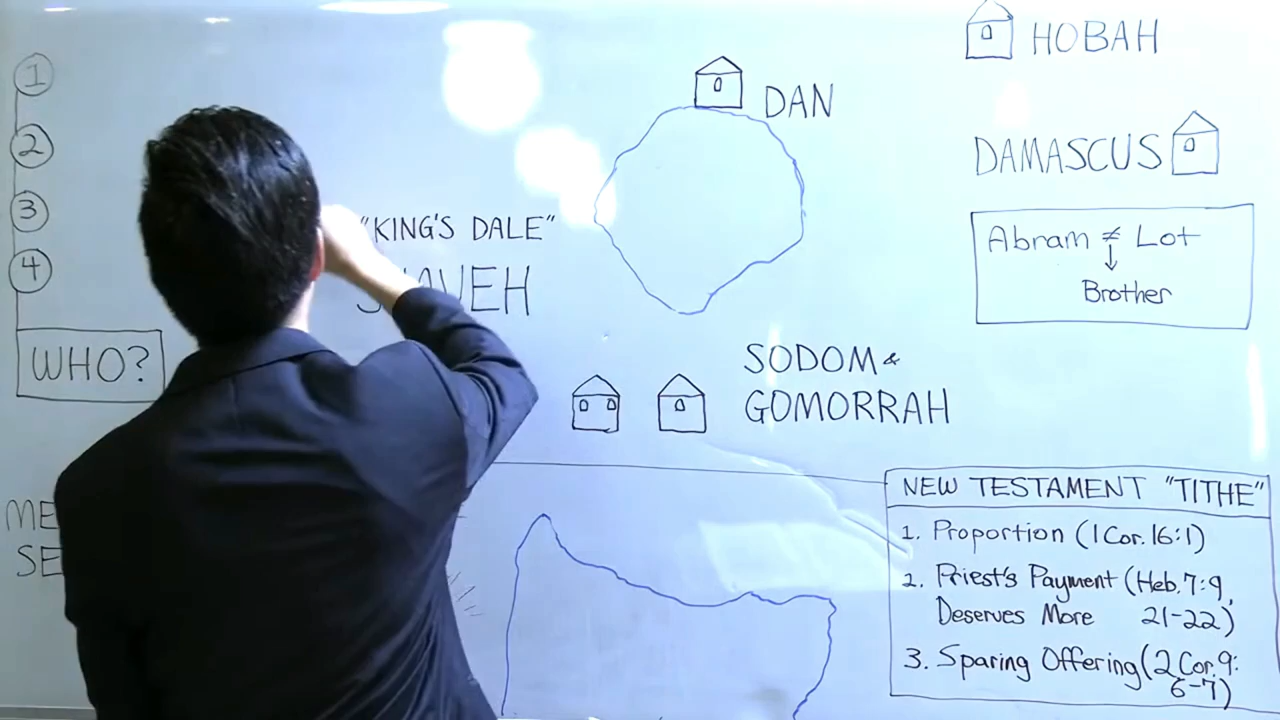 1
2
3
4
WHO?
"KING'S DALE"
DAN
HOBAH
DAMASCUS
Abram ≠ Lot
↓
Brother
SODOM &
GOMORRAH
NEW TESTAMENT "TITHE"
1. Proportion (1 Cor. 16:1)
2. Priest's Payment (Heb. 7:9,
Deserves More 21-22)
3. Sparing Offering (2 Cor. 9:
6-7)